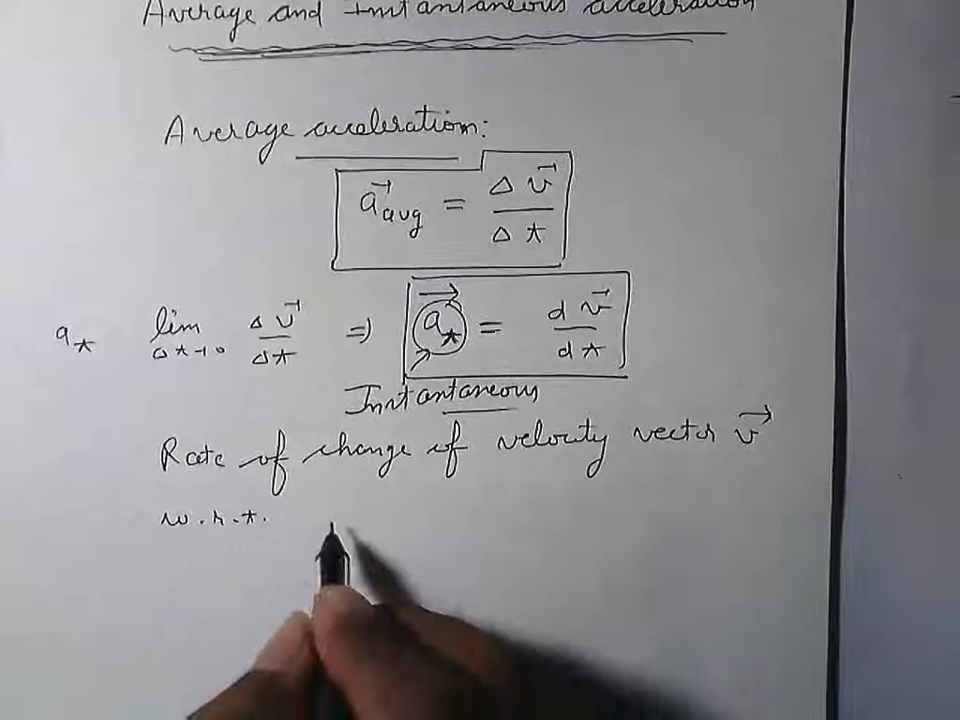 Average and Instantaneous acceleration
Average acceleration:
a⃗avg = Δv⃗/Δt
at lim Δt→0 Δv⃗/Δt ⇒ a⃗t = dv⃗/dt
Instantaneous
Rate of change of velocity vector v⃗
w.r.t.